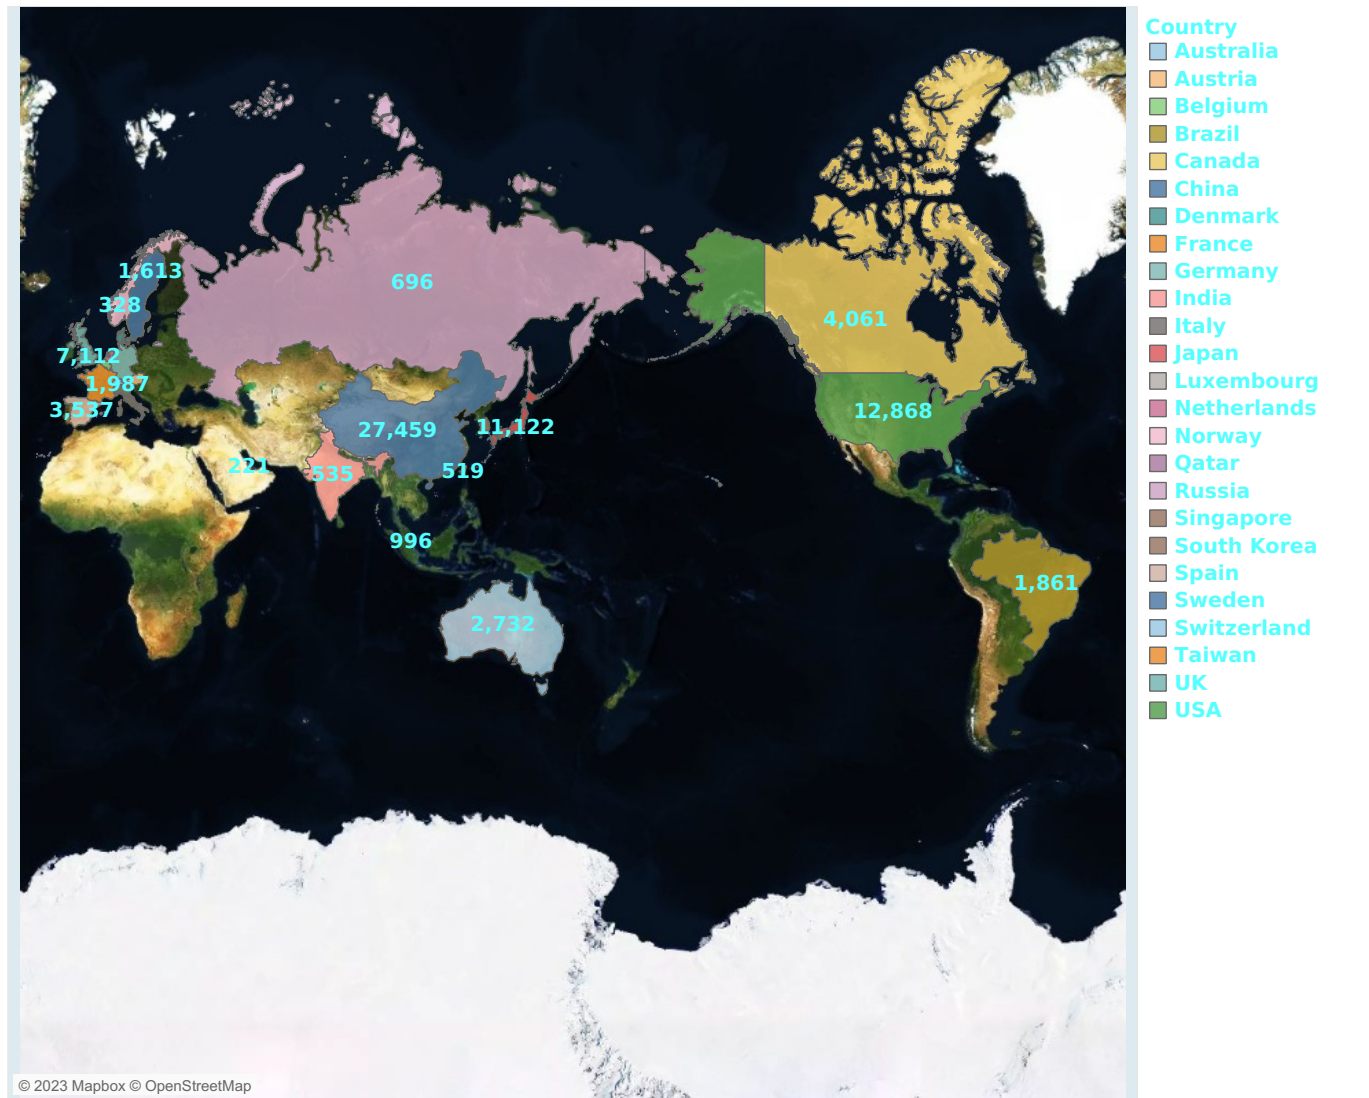 Country
Australia
Austria
Belgium
Brazil
Canada
China
Denmark
France
Germany
India
Italy
Japan
Luxembourg
Netherlands
Norway
Qatar
Russia
Singapore
South Korea
Spain
Sweden
Switzerland
Taiwan
UK
USA
1,613
696
328
4,061
7,112
1,987
3,537
12,868
27,459
11,122
221
535
519
996
1,861
2,732
© 2023 Mapbox © OpenStreetMap